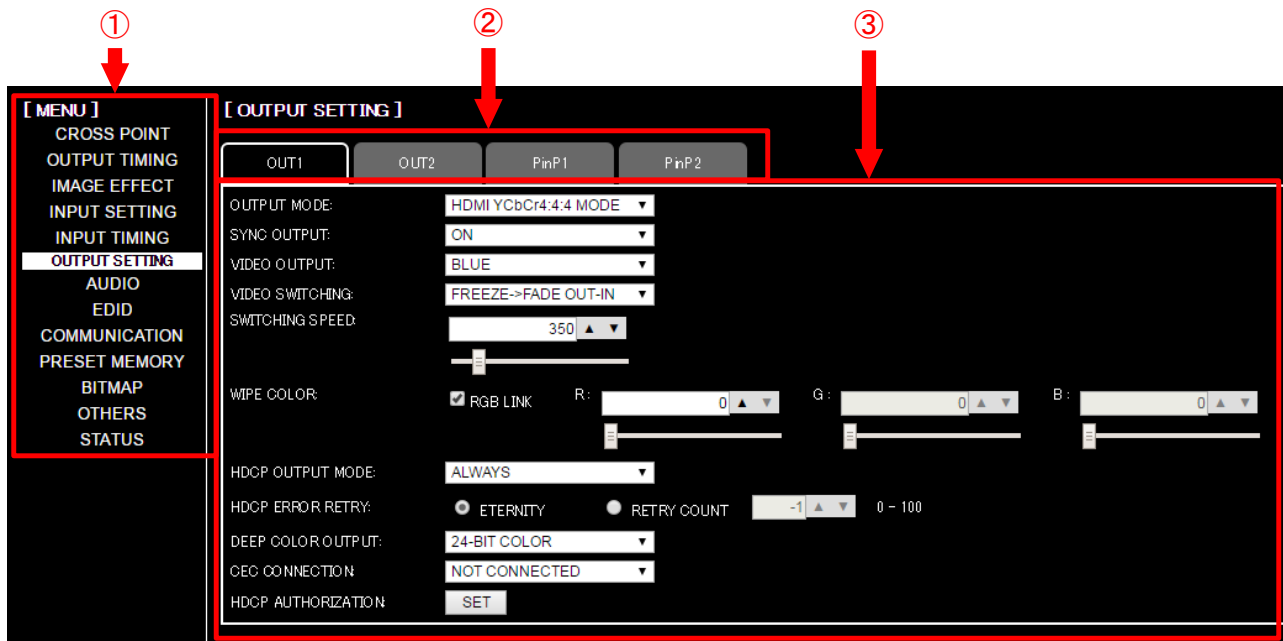 ① ② ③
[ MENU ]
CROSS POINT
OUTPUT TIMING
IMAGE EFFECT
INPUT SETTING
INPUT TIMING
OUTPUT SETTING
AUDIO
EDID
COMMUNICATION
PRESET MEMORY
BITMAP
OTHERS
STATUS
[ OUTPUT SETTING ]
OUT1 OUT2 PinP1 PinP2
OUTPUT MODE: HDMI YCbCr4:4:4 MODE ▼
SYNC OUTPUT: ON ▼
VIDEO OUTPUT: BLUE ▼
VIDEO SWITCHING: FREEZE->FADE OUT-IN ▼
SWITCHING SPEED: 350 ▲ ▼
WIPE COLOR: RGB LINK R: 0 ▲ ▼ G: 0 ▲ ▼ B: 0 ▲ ▼
HDCP OUTPUT MODE: ALWAYS ▼
HDCP ERROR RETRY: ETERNITY RETRY COUNT -1 ▲ ▼ 0 - 100
DEEP COLOR OUTPUT: 24-BIT COLOR ▼
CEC CONNECTION: NOT CONNECTED ▼
HDCP AUTHORIZATION: SET